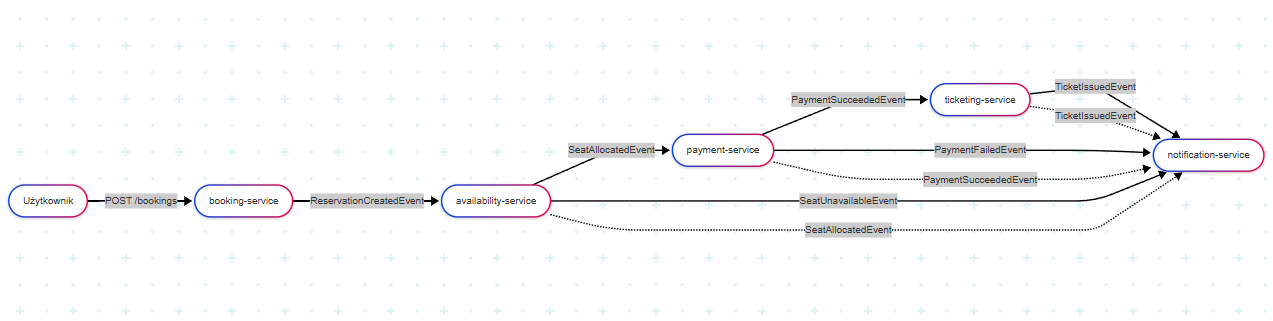 Użytkownik
POST /bookings
booking-service
ReservationCreatedEvent
availability-service
SeatAllocatedEvent
payment-service
PaymentSucceededEvent
ticketing-service
TicketIssuedEvent
TicketIssuedEvent
PaymentFailedEvent
PaymentSucceededEvent
SeatUnavailableEvent
SeatAllocatedEvent
notification-service